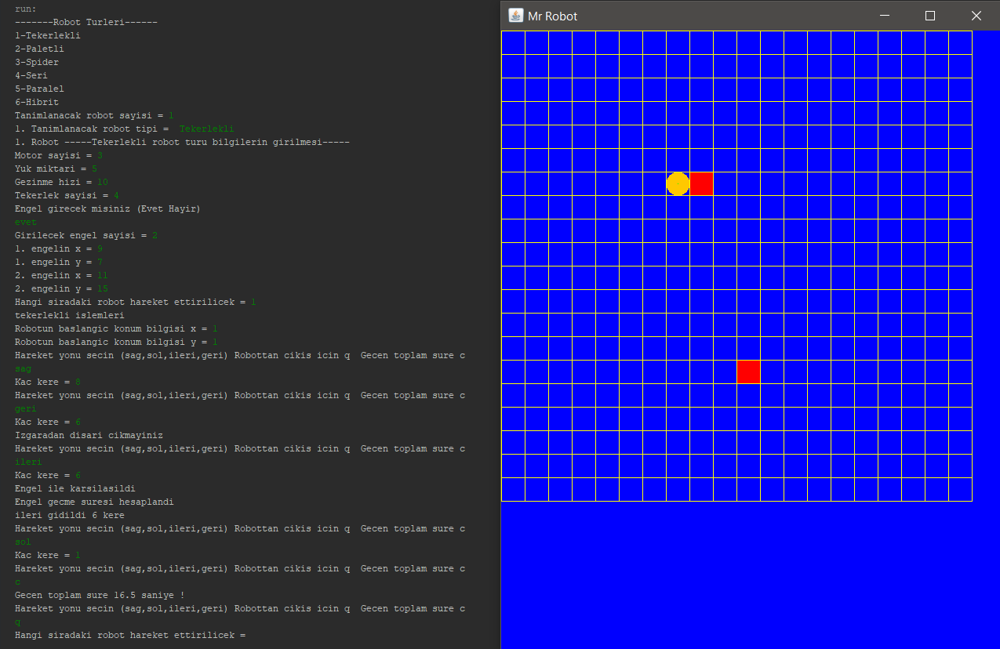 run:
-------Robot Turleri------
1-Tekerlekli
2-Paletli
3-Spider
4-Seri
5-Paralel
6-Hibrit
Tanimlanacak robot sayisi = 1
1. Tanimlanacak robot tipi =  Tekerlekli
1. Robot -----Tekerlekli robot turu bilgilerin girilmesi-----
Motor sayisi = 3
Yuk miktari = 5
Gezinme hizi = 10
Tekerlek sayisi = 4
Engel girecek misiniz (Evet Hayir)
evet
Girilecek engel sayisi = 2
1. engelin x = 9
1. engelin y = 7
2. engelin x = 11
2. engelin y = 15
Hangi siradaki robot hareket ettirilicek = 1
tekerlekli islemleri
Robotun baslangic konum bilgisi x = 1
Robotun baslangic konum bilgisi y = 1
Hareket yonu secin (sag,sol,ileri,geri) Robottan cikis icin q  Gecen toplam sure c
sag
Kac kere = 8
Hareket yonu secin (sag,sol,ileri,geri) Robottan cikis icin q  Gecen toplam sure c
geri
Kac kere = 6
Izgaradan disari cikmayiniz
Hareket yonu secin (sag,sol,ileri,geri) Robottan cikis icin q  Gecen toplam sure c
ileri
Kac kere = 6
Engel ile karsilasildi
Engel gecme suresi hesaplandi
ileri gidildi 6 kere
Hareket yonu secin (sag,sol,ileri,geri) Robottan cikis icin q  Gecen toplam sure c
sol
Kac kere = 1
Hareket yonu secin (sag,sol,ileri,geri) Robottan cikis icin q  Gecen toplam sure c
c
Gecen toplam sure 16.5 saniye !
Hareket yonu secin (sag,sol,ileri,geri) Robottan cikis icin q  Gecen toplam sure c
q
Hangi siradaki robot hareket ettirilicek =
Mr Robot